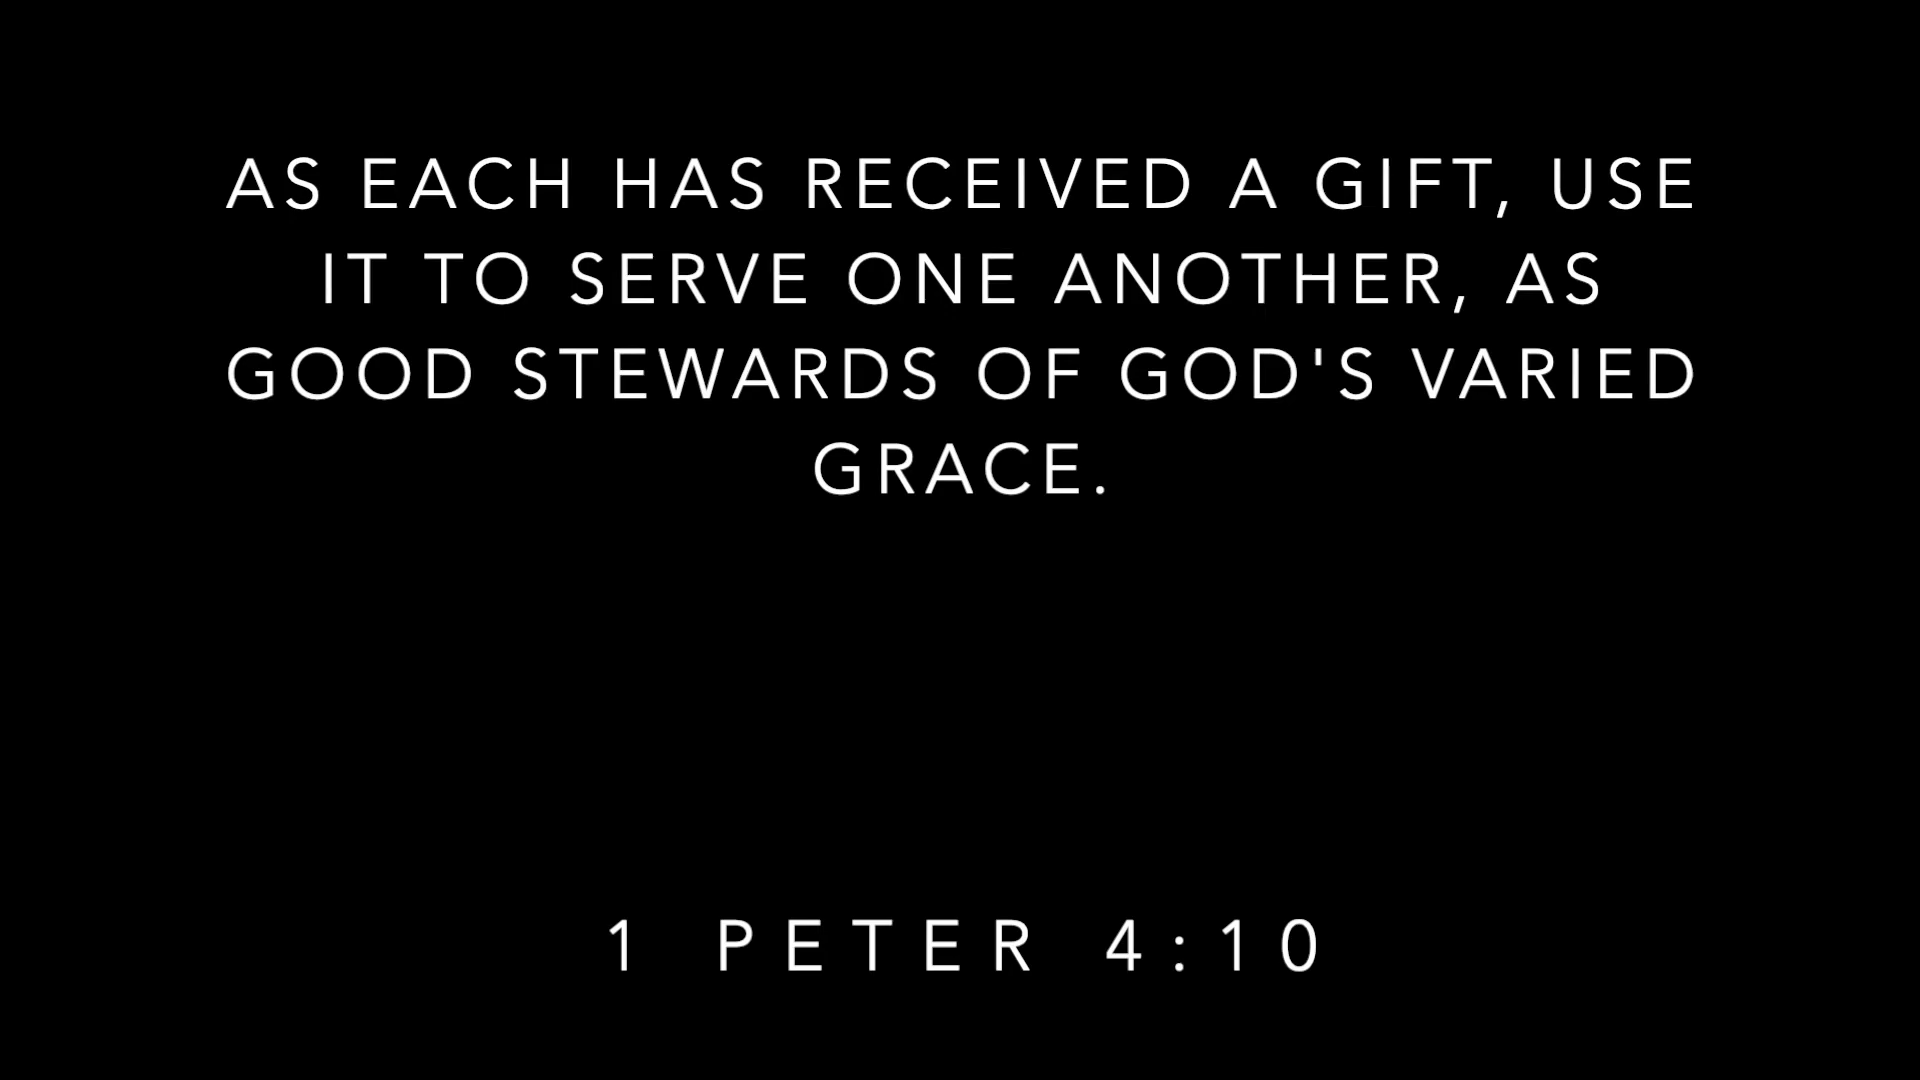 AS EACH HAS RECEIVED A GIFT, USE
IT TO SERVE ONE ANOTHER, AS
GOOD STEWARDS OF GOD'S VARIED
GRACE.
1 PETER 4:10